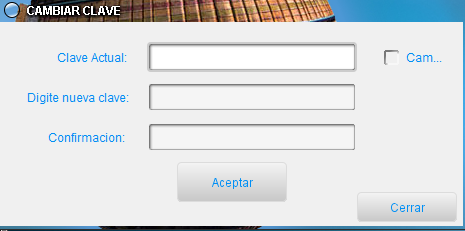 CAMBIAR CLAVE
Clave Actual:
Cam...
Digite nueva clave:
Confirmacion:
Aceptar
Cerrar